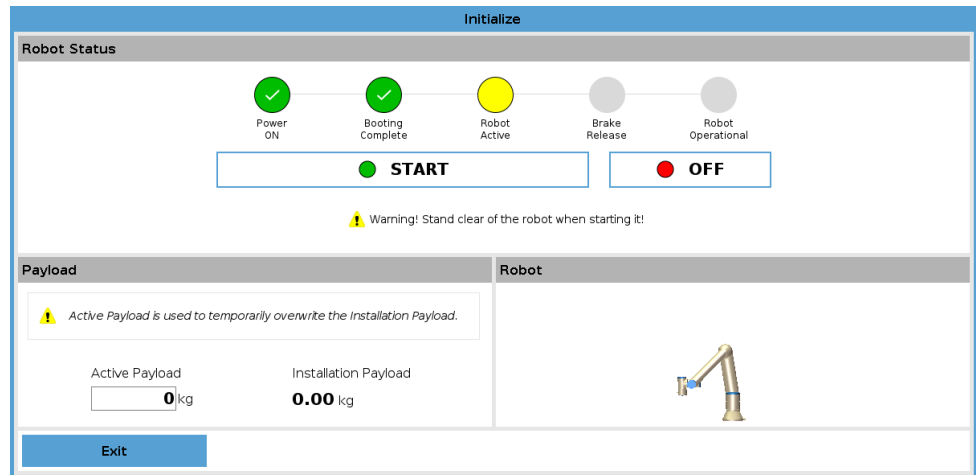 Initialize
Robot Status
Power
ON
Booting
Complete
Robot
Active
Brake
Release
Robot
Operational
START
OFF
Warning! Stand clear of the robot when starting it!
Payload
Active Payload is used to temporarily overwrite the Installation Payload.
Active Payload
0 kg
Installation Payload
0.00 kg
Robot
Exit